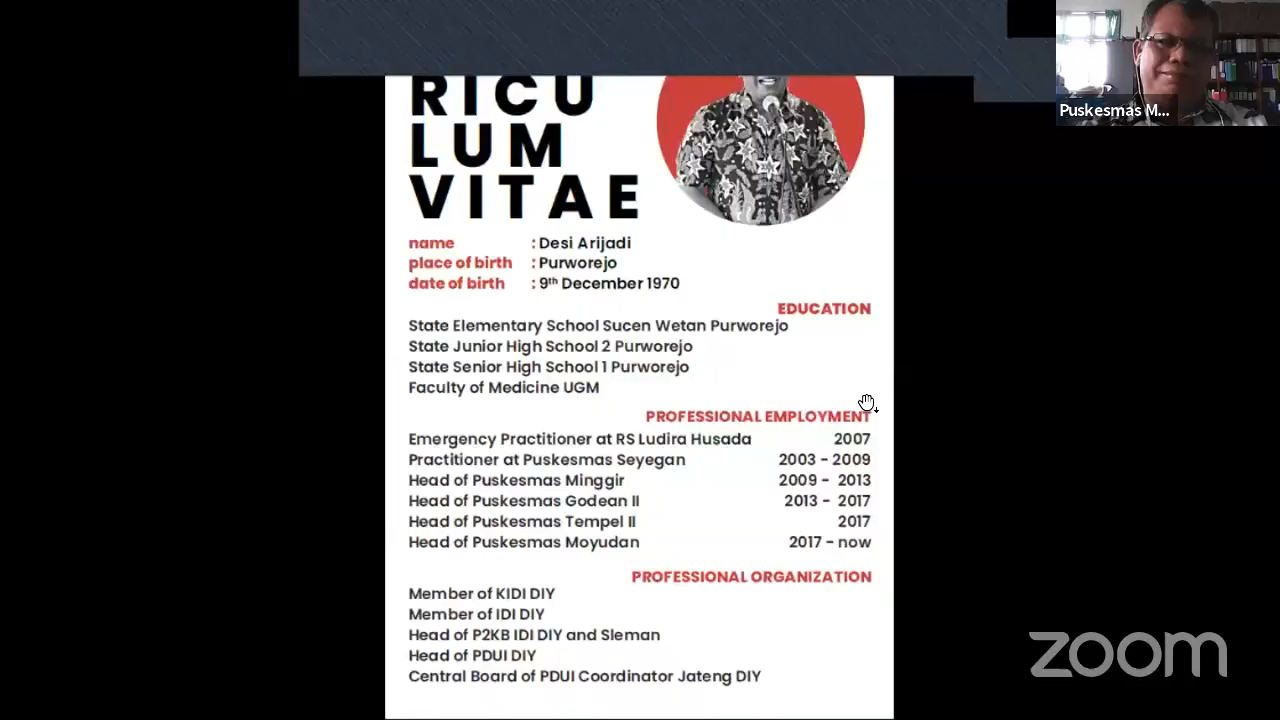 RICU
LUM
VITAE
Puskesmas M...
name : Desi Arijadi
place of birth : Purworejo
date of birth : 9th December 1970
EDUCATION
State Elementary School Sucen Wetan Purworejo
State Junior High School 2 Purworejo
State Senior High School 1 Purworejo
Faculty of Medicine UGM
PROFESSIONAL EMPLOYMENT
Emergency Practitioner at RS Ludira Husada 2007
Practitioner at Puskesmas Seyegan 2003 - 2009
Head of Puskesmas Minggir 2009 - 2013
Head of Puskesmas Godean II 2013 - 2017
Head of Puskesmas Tempel II 2017
Head of Puskesmas Moyudan 2017 - now
PROFESSIONAL ORGANIZATION
Member of KIDI DIY
Member of IDI DIY
Head of P2KB IDI DIY and Sleman
Head of PDUI DIY
Central Board of PDUI Coordinator Jateng DIY
zoom